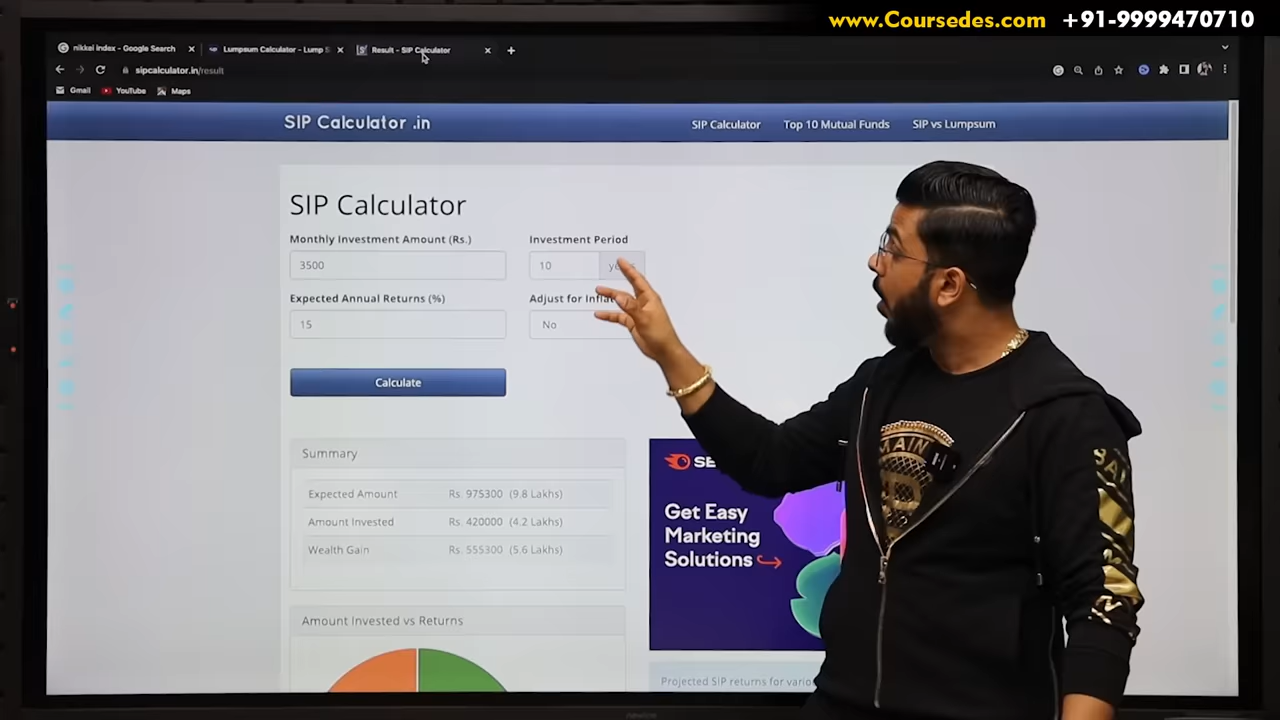 www.Coursedes.com +91-9999470710
nikkei index - Google Search
Lumpsum Calculator - Lump S
Result - SIP Calculator
sipcalculator.in/result
Gmail YouTube Maps
SIP Calculator .in
SIP Calculator Top 10 Mutual Funds SIP vs Lumpsum
SIP Calculator
Monthly Investment Amount (Rs.) Investment Period
3500 10
Expected Annual Returns (%) Adjust for
15 No
Calculate
Summary
Expected Amount Rs. 975300 (9.8 Lakhs)
Amount Invested Rs. 420000 (4.2 Lakhs)
Wealth Gain Rs. 555300 (5.6 Lakhs)
Get Easy
Marketing
Solutions
Amount Invested vs Returns
Projected SIP returns for